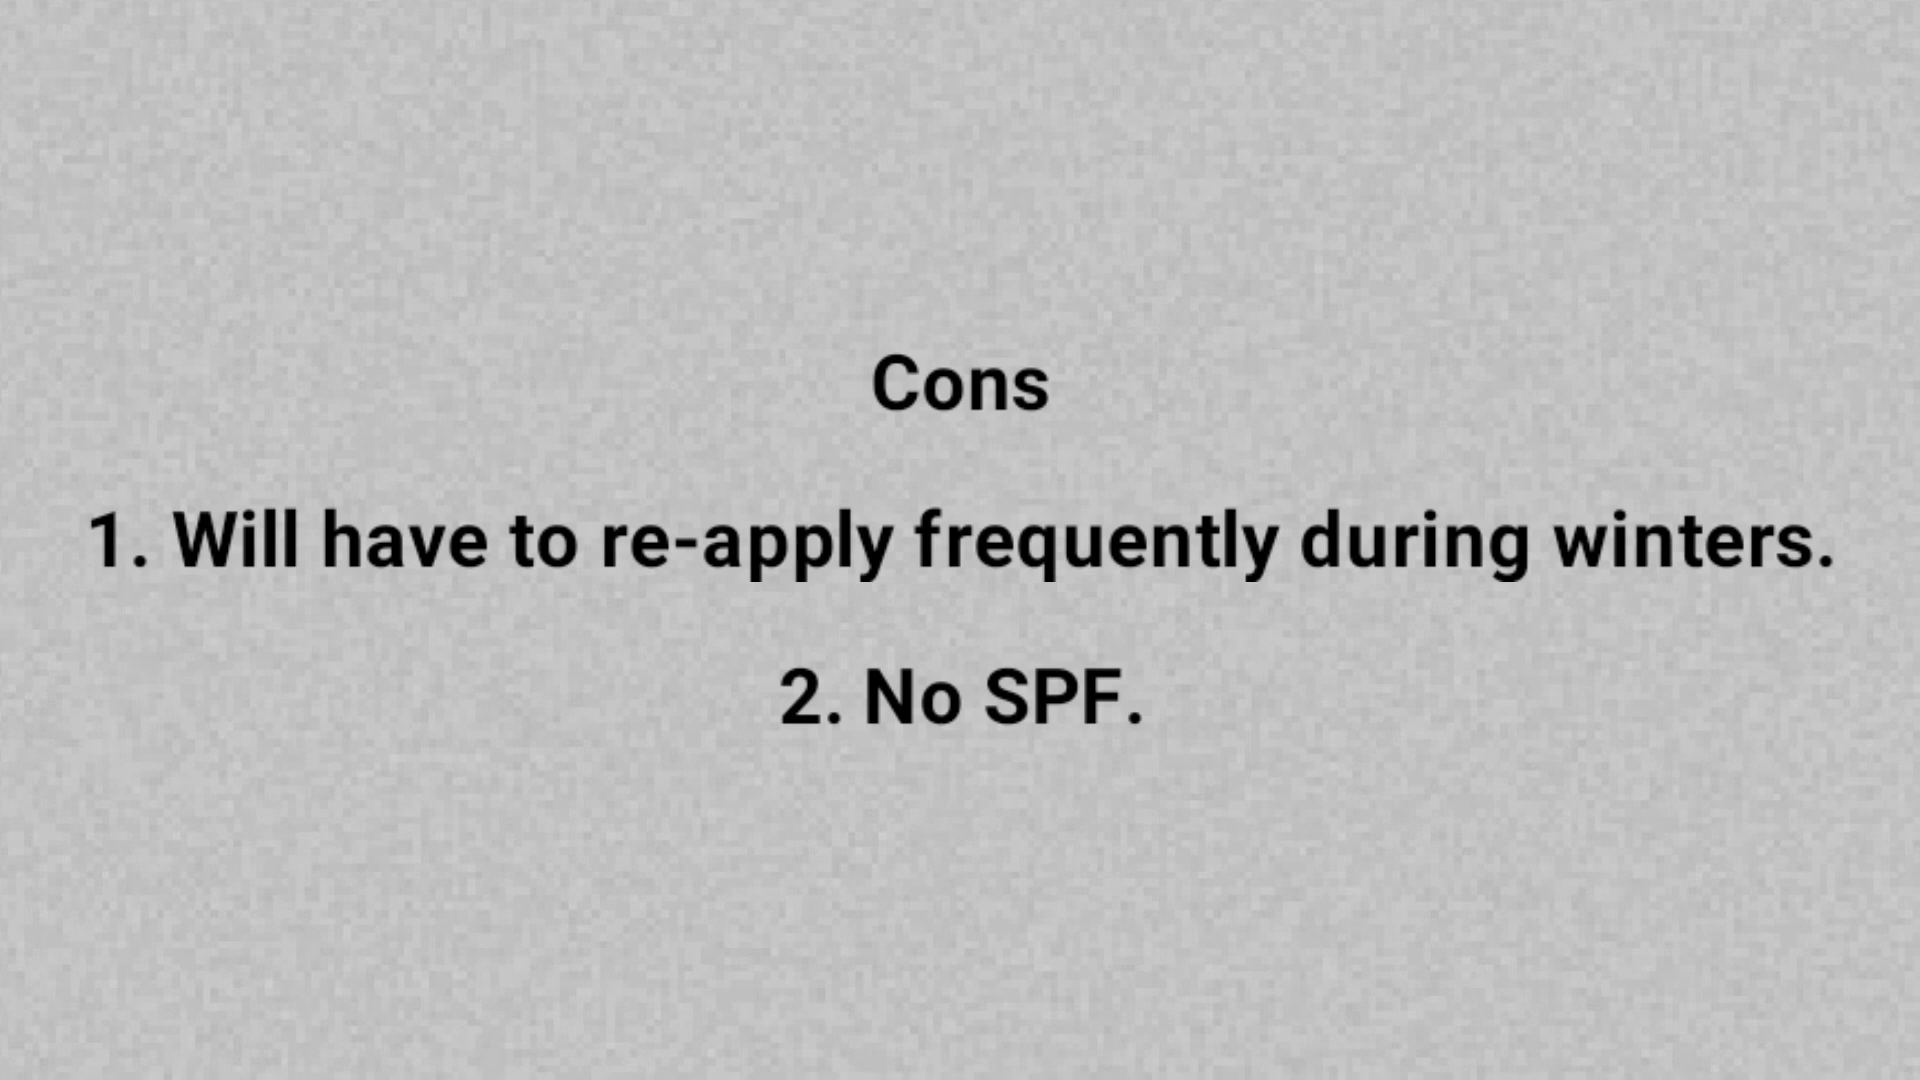 Cons
1. Will have to re-apply frequently during winters.
2. No SPF.